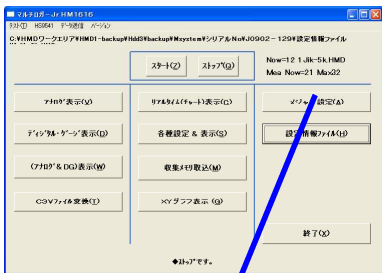 マルチロガーJr HM1616
テスト(T) HS9541 データ通信 バージョン
C:¥HMDワークエリア¥HMD1-backup¥Hdd3¥backup¥Mxsystem¥シリアルNo¥J0902-129¥設定情報ファイル
スタート(Z)
ストップ(Q)
Now=12 1Jik-5k.HMD
Mea Now=21 Max32
アナログ表示(V)
リアルタイム(チャート)表示(C)
設定(A)
ディジタル・ゲージ表示(D)
各種設定 & 表示(S)
設定情報ファイル(H)
(アナログ& DG)表示(W)
収集メモリ取込(M)
CSVファイル変換(T)
XYグラフ表示 (G)
終了(X)
◆ストップです。